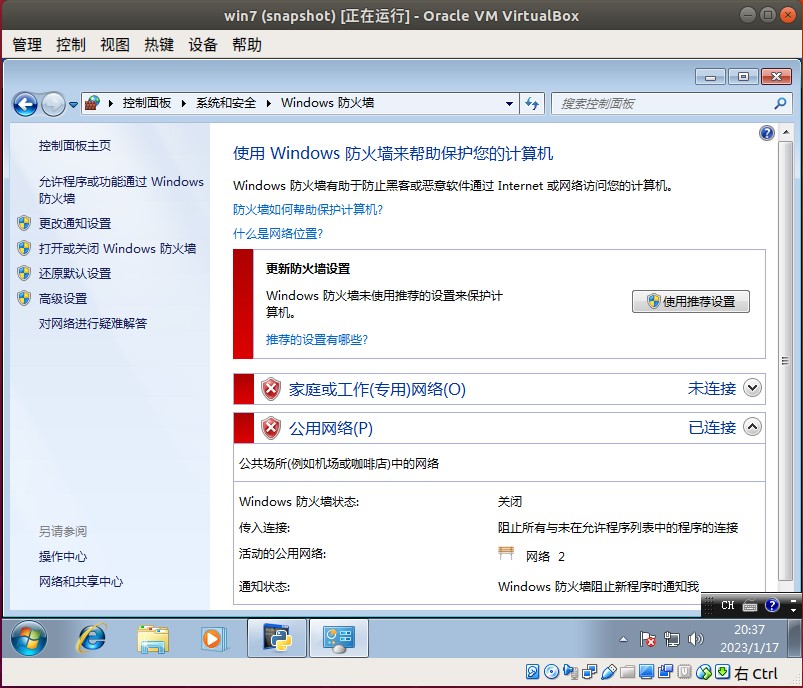 win7 (snapshot) [正在运行] - Oracle VM VirtualBox
管理 控制 视图 热键 设备 帮助
控制面板 系统和安全 Windows 防火墙 搜索控制面板
控制面板主页
允许程序或功能通过 Windows
防火墙
更改通知设置
打开或关闭 Windows 防火墙
还原默认设置
高级设置
对网络进行疑难解答
另请参阅
操作中心
网络和共享中心
使用 Windows 防火墙来帮助保护您的计算机
Windows 防火墙有助于防止黑客或恶意软件通过 Internet 或网络访问您的计算机。
防火墙如何帮助保护计算机?
什么是网络位置?
更新防火墙设置
Windows 防火墙未使用推荐的设置来保护计
算机。
使用推荐设置
推荐的设置有哪些?
家庭或工作(专用)网络(O) 未连接
公用网络(P) 已连接
公共场所(例如机场或咖啡店)中的网络
Windows 防火墙状态: 关闭
传入连接: 阻止所有与未在允许程序列表中的程序的连接
活动的公用网络: 网络 2
通知状态: Windows 防火墙阻止新程序时通知我
CH
20:37
2023/1/17
右 Ctrl